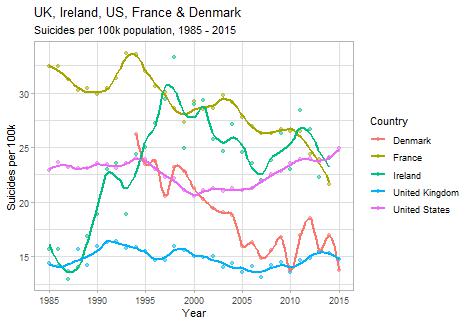 UK, Ireland, US, France & Denmark
Suicides per 100k population, 1985 - 2015
Suicides per 100k
30
25
20
15
1985
1990
1995
2000
2005
2010
2015
Year
Country
Denmark
France
Ireland
United Kingdom
United States